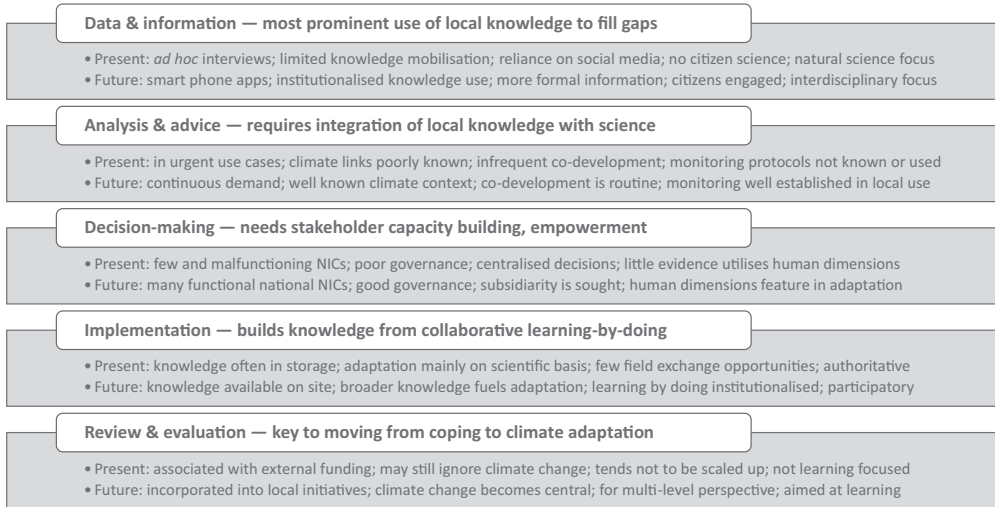 Data & information — most prominent use of local knowledge to fill gaps
• Present: ad hoc interviews; limited knowledge mobilisation; reliance on social media; no citizen science; natural science focus
• Future: smart phone apps; institutionalised knowledge use; more formal information; citizens engaged; interdisciplinary focus
Analysis & advice — requires integration of local knowledge with science
• Present: in urgent use cases; climate links poorly known; infrequent co-development; monitoring protocols not known or used
• Future: continuous demand; well known climate context; co-development is routine; monitoring well established in local use
Decision-making — needs stakeholder capacity building, empowerment
• Present: few and malfunctioning NICs; poor governance; centralised decisions; little evidence utilises human dimensions
• Future: many functional national NICs; good governance; subsidiarity is sought; human dimensions feature in adaptation
Implementation — builds knowledge from collaborative learning-by-doing
• Present: knowledge often in storage; adaptation mainly on scientific basis; few field exchange opportunities; authoritative
• Future: knowledge available on site; broader knowledge fuels adaptation; learning by doing institutionalised; participatory
Review & evaluation — key to moving from coping to climate adaptation
• Present: associated with external funding; may still ignore climate change; tends not to be scaled up; not learning focused
• Future: incorporated into local initiatives; climate change becomes central; for multi-level perspective; aimed at learning